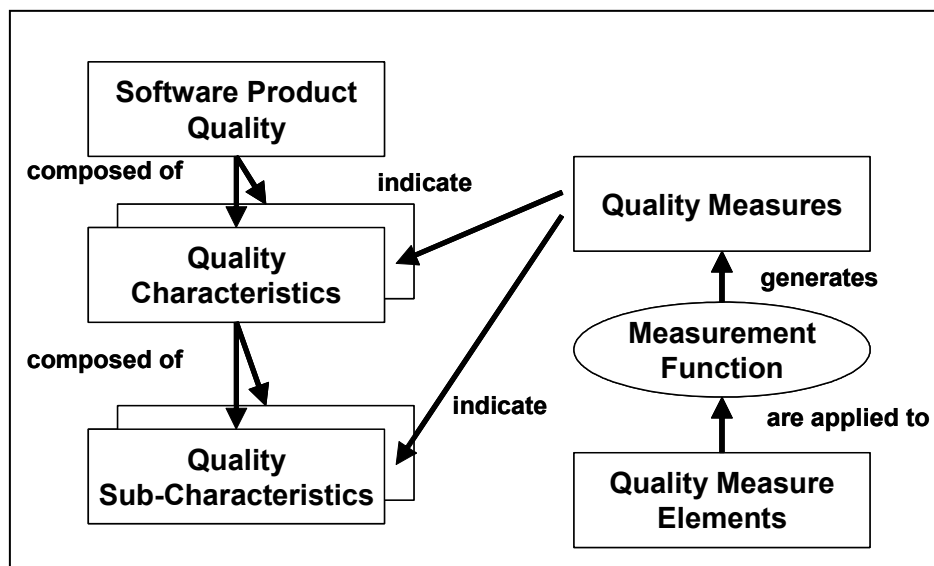 Software Product
Quality
composed of
indicate
Quality Measures
Quality
Characteristics
generates
Measurement
Function
composed of
indicate
are applied to
Quality
Sub-Characteristics
Quality Measure
Elements